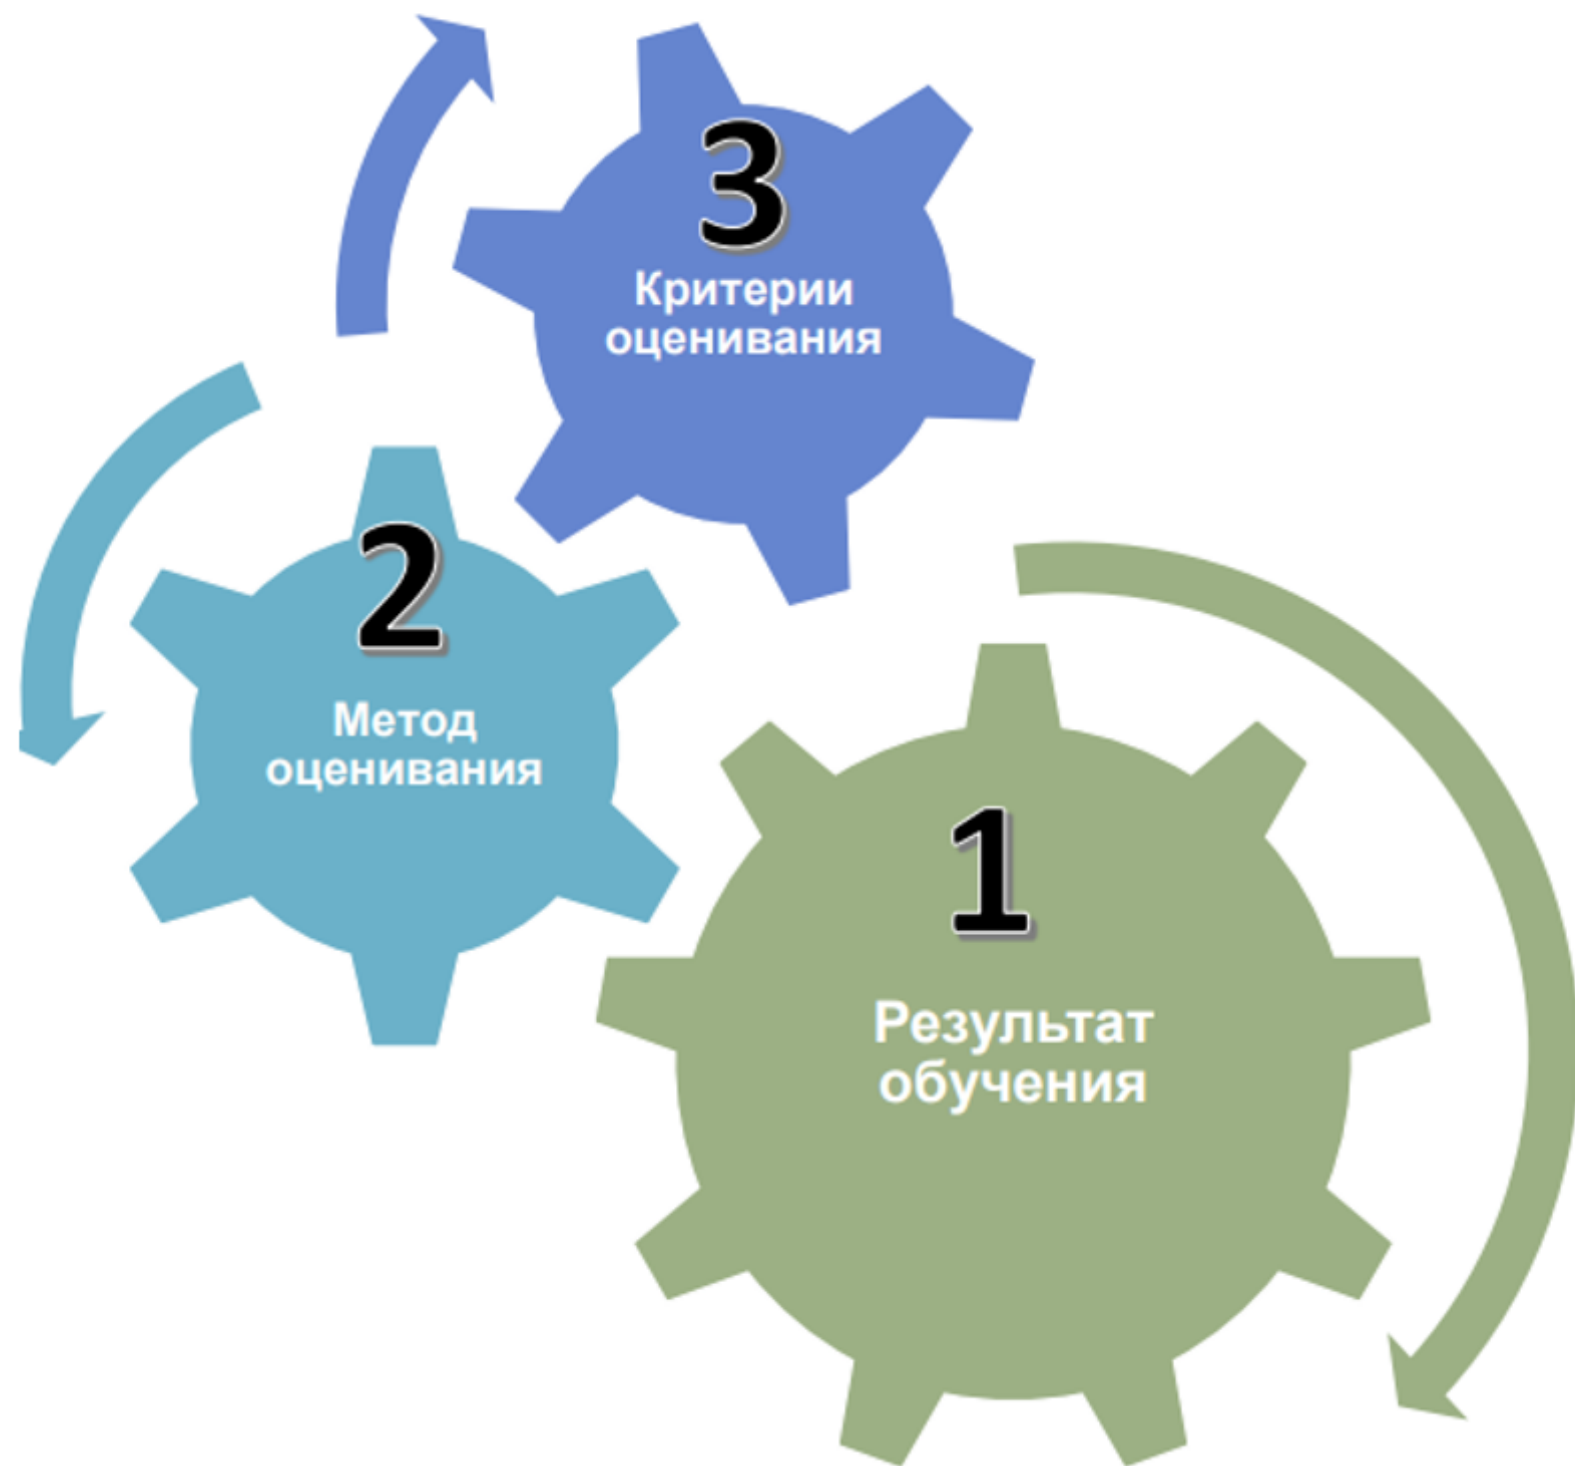 3
Критерии
оценивания
2
Метод
оценивания
1
Результат
обучения